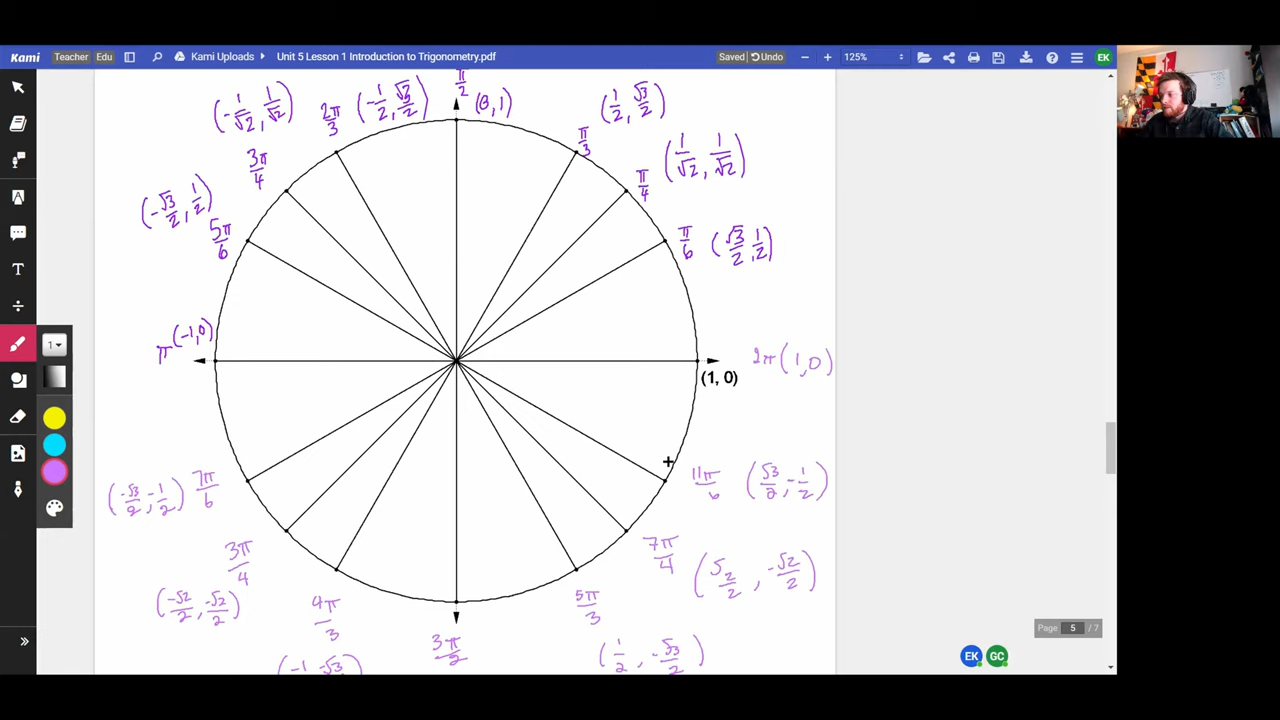 Kami Teacher Edu Kami Uploads Unit 5 Lesson 1 Introduction to Trigonometry.pdf Saved Undo 125% EK
π/2
(-1/√2, 1/√2) 2π/3 (-1/2, √3/2) (0,1) (1/2, √3/2)
3π/4 π/3
π/4 (1/√2, 1/√2)
(-√3/2, 1/2)
5π/6 π/6 (√3/2, 1/2)
π (-1,0) 2π (1,0)
(1, 0)
(-√3/2, -1/2) 7π/6 11π/6 (√3/2, -1/2)
3π/4 7π/4 (5 2/2, -√2/2)
(-√2/2, -√2/2) 4π/3 5π/3
3π/2 (1/2, -√3/2)
(-1 -√3
1
Page 5 / 7
EK GC